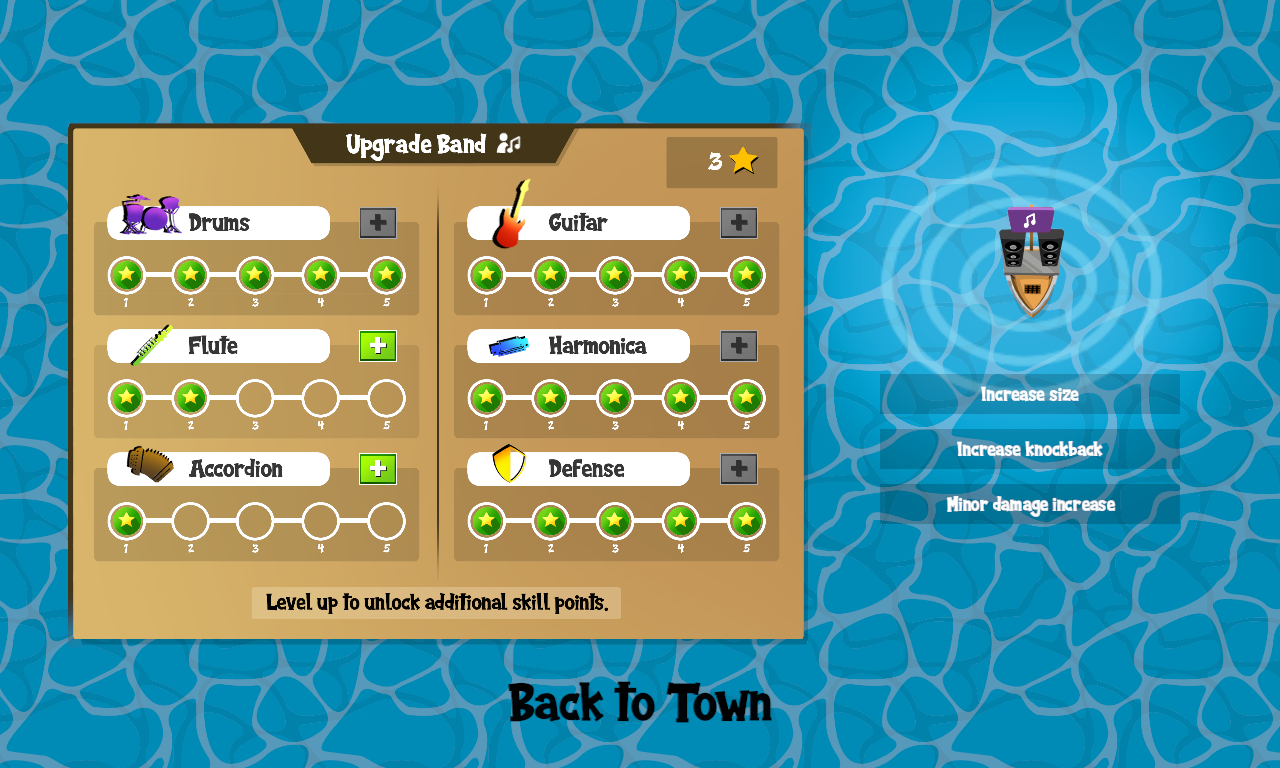 Upgrade Band
3
Drums
1 2 3 4 5
Guitar
1 2 3 4 5
Flute
1 2 3 4 5
Harmonica
1 2 3 4 5
Accordion
1 2 3 4 5
Defense
1 2 3 4 5
Level up to unlock additional skill points.
Increase size
Increase knockback
Minor damage increase
Back to Town